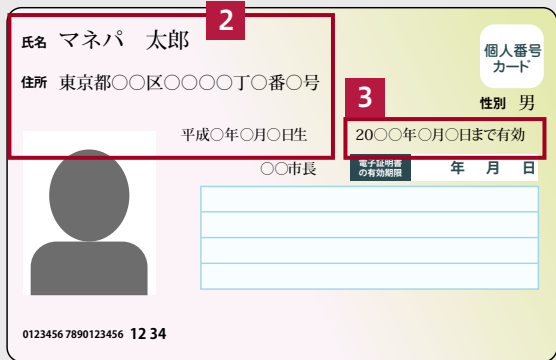 2
氏名 マネパ 太郎
個人番号
カード
住所 東京都○○区○○○○丁○番○号
3
性別 男
平成○年○月○日生
20○○年○月○日まで有効
○○市長
電子証明書
の有効期限
年 月 日
0123456 7890123456 12 34